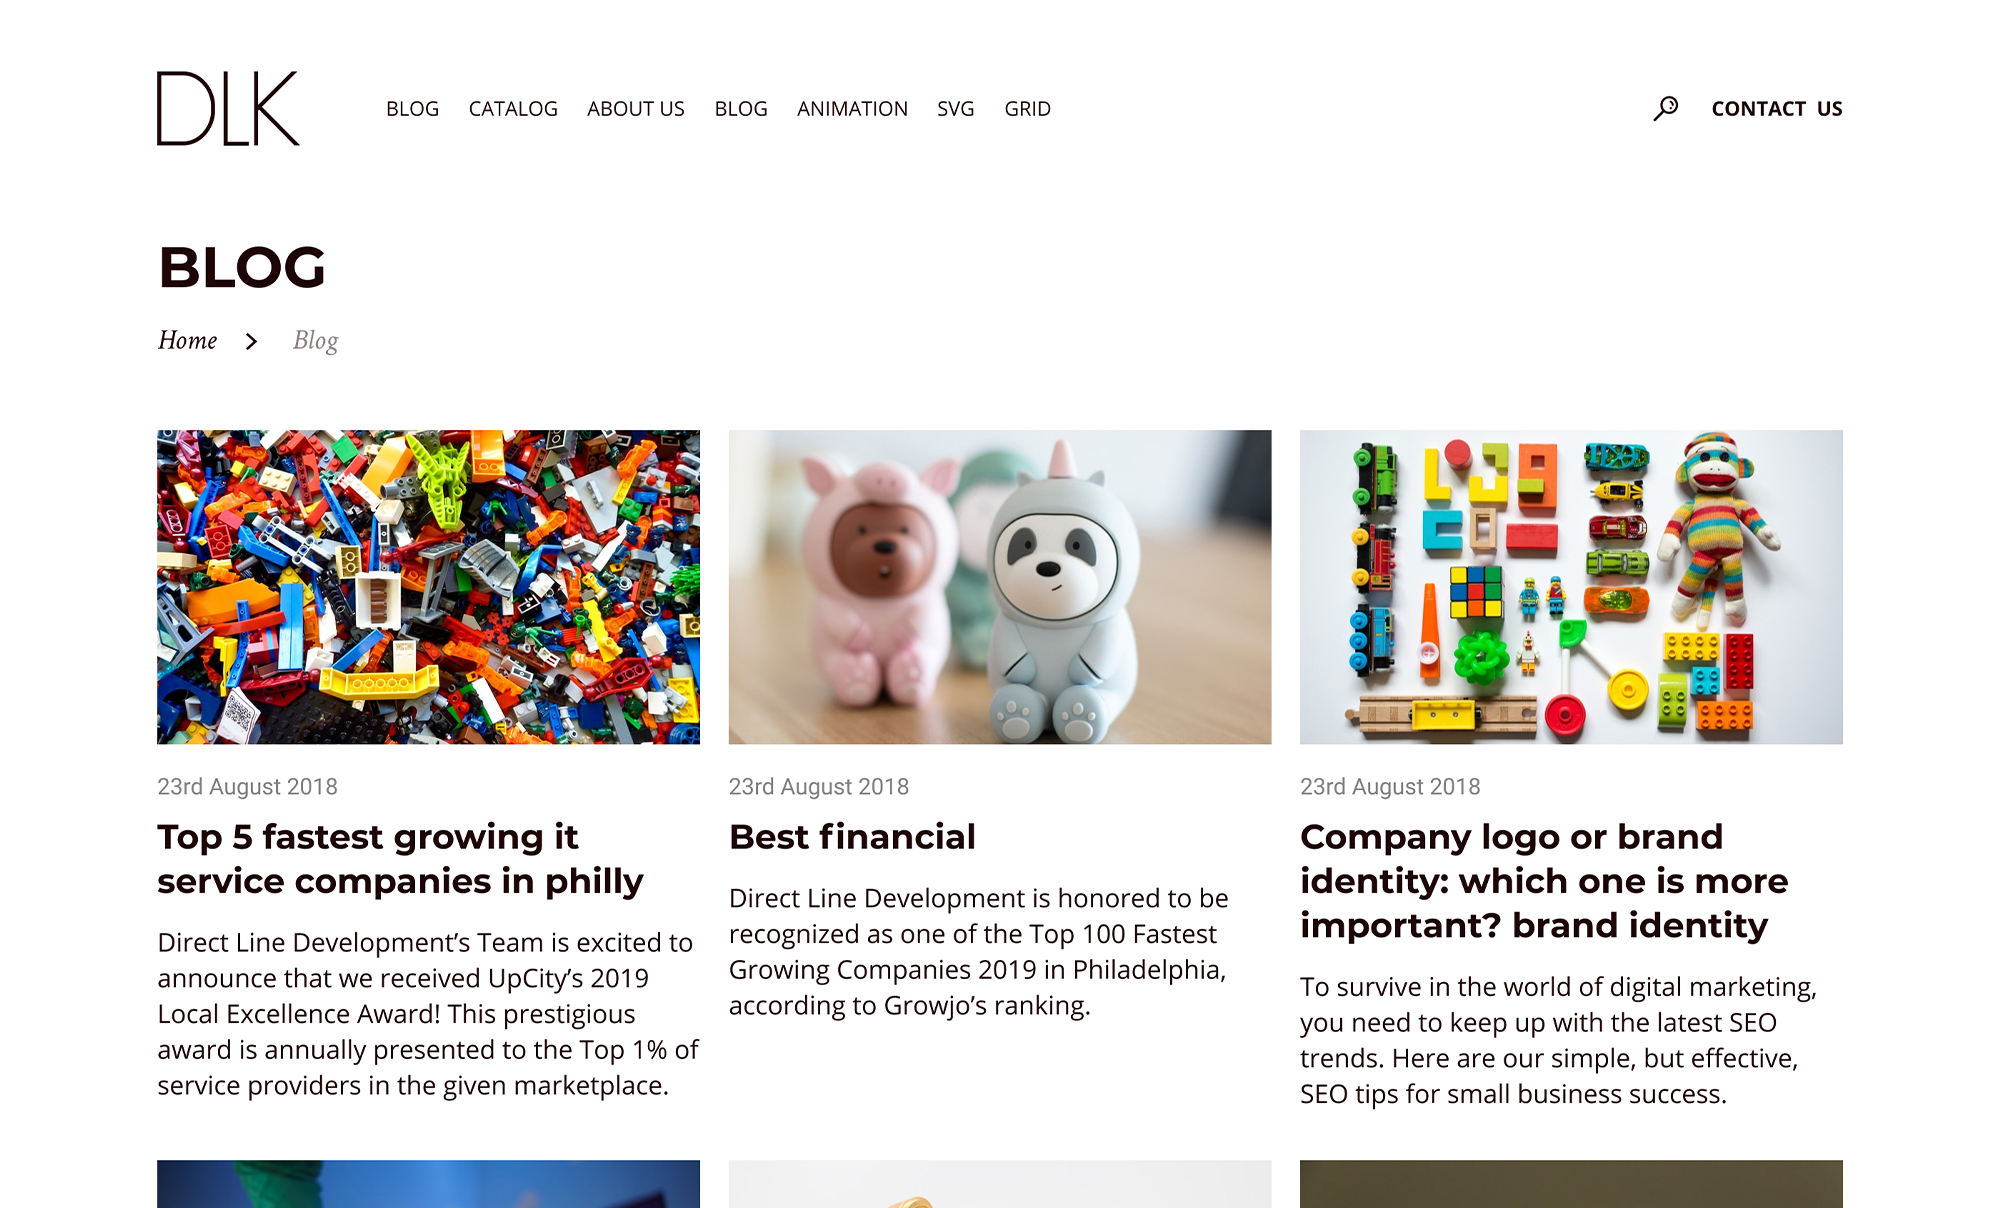 DLK
BLOG CATALOG ABOUT US BLOG ANIMATION SVG GRID
CONTACT US
BLOG
Home > Blog
23rd August 2018
Top 5 fastest growing it
service companies in philly
Direct Line Development’s Team is excited to
announce that we received UpCity’s 2019
Local Excellence Award! This prestigious
award is annually presented to the Top 1% of
service providers in the given marketplace.
23rd August 2018
Best financial
Direct Line Development is honored to be
recognized as one of the Top 100 Fastest
Growing Companies 2019 in Philadelphia,
according to Growjo’s ranking.
23rd August 2018
Company logo or brand
identity: which one is more
important? brand identity
To survive in the world of digital marketing,
you need to keep up with the latest SEO
trends. Here are our simple, but effective,
SEO tips for small business success.